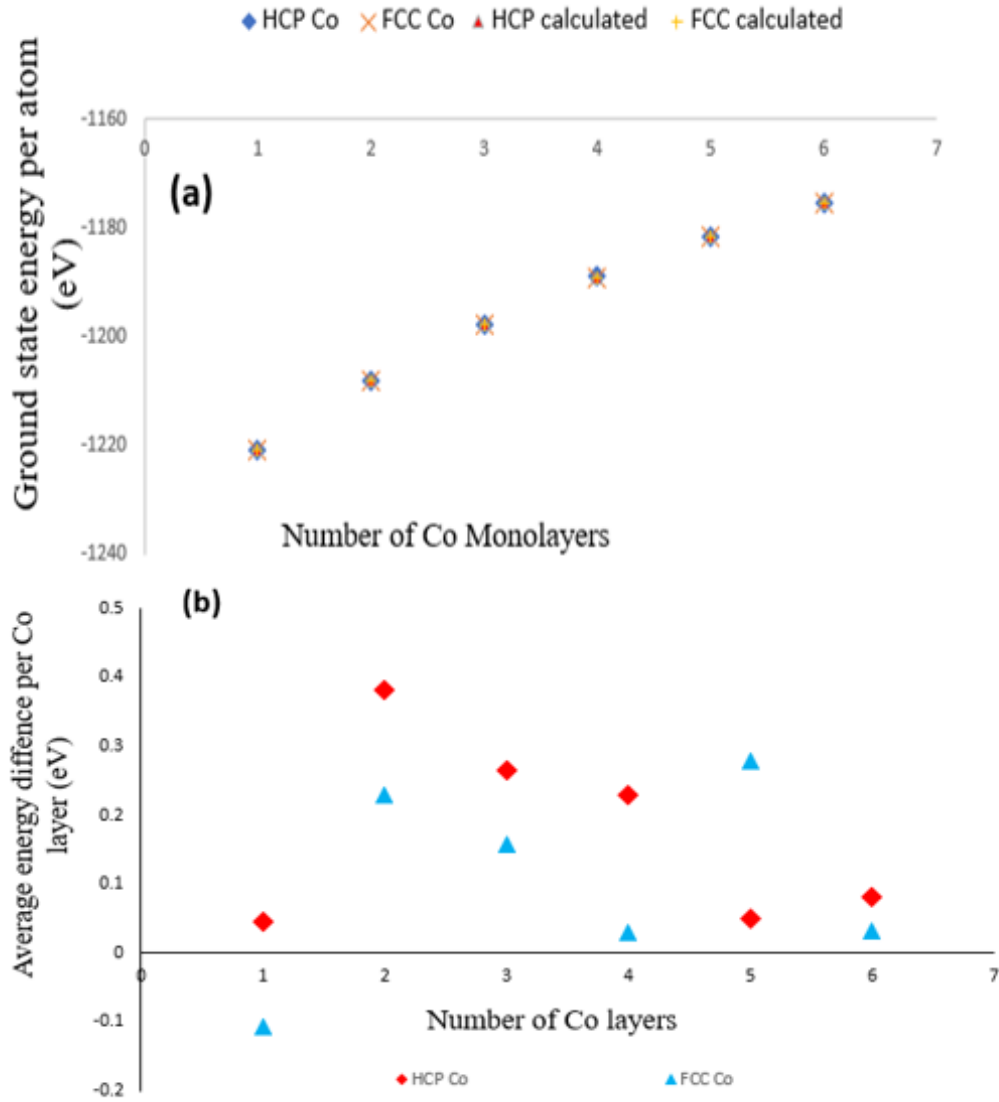 HCP Co FCC Co HCP calculated FCC calculated
Ground state energy per atom
(eV)
-1160
-1180
-1200
-1220
-1240
0 1 2 3 4 5 6 7
(a)
Number of Co Monolayers
(b)
Average energy diffence per Co
layer (eV)
0.5
0.4
0.3
0.2
0.1
0
-0.1
-0.2
0 1 2 3 4 5 6 7
Number of Co layers
HCP Co FCC Co